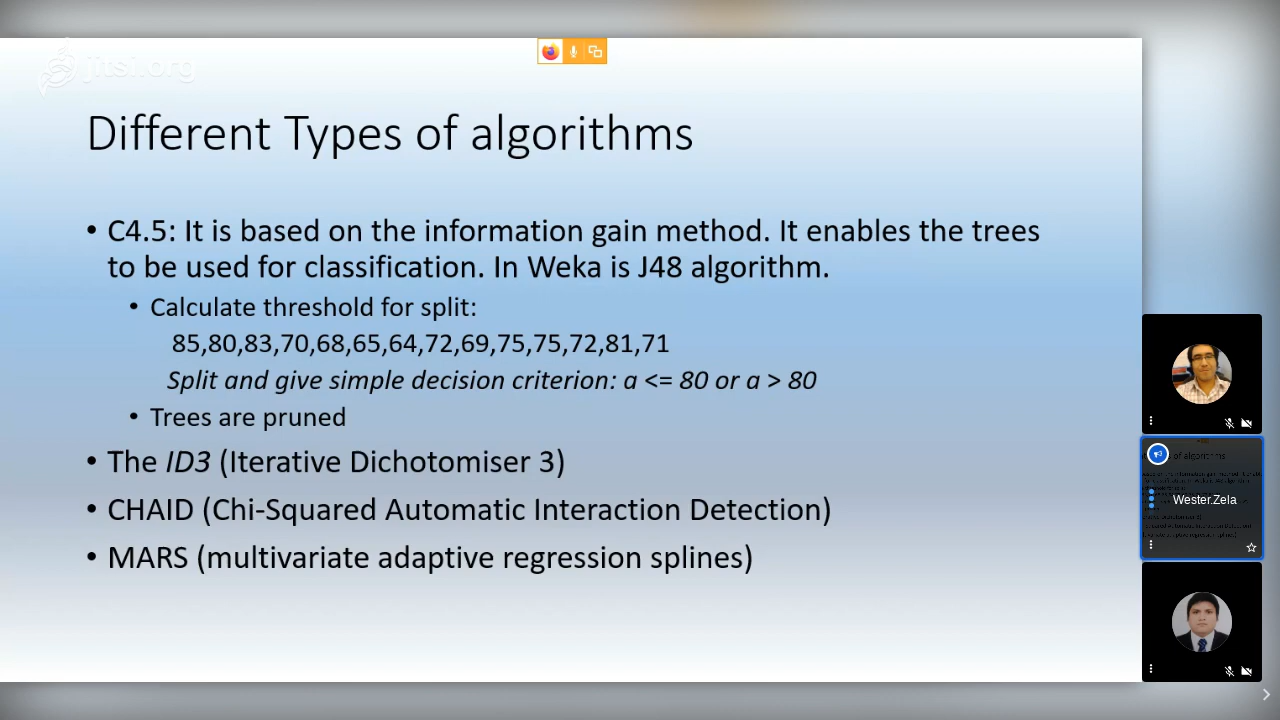 jitsi.org
Different Types of algorithms
• C4.5: It is based on the information gain method. It enables the trees
to be used for classification. In Weka is J48 algorithm.
• Calculate threshold for split:
85,80,83,70,68,65,64,72,69,75,75,72,81,71
Split and give simple decision criterion: a <= 80 or a > 80
• Trees are pruned
• The ID3 (Iterative Dichotomiser 3)
• CHAID (Chi-Squared Automatic Interaction Detection)
• MARS (multivariate adaptive regression splines)
Wester.Zela